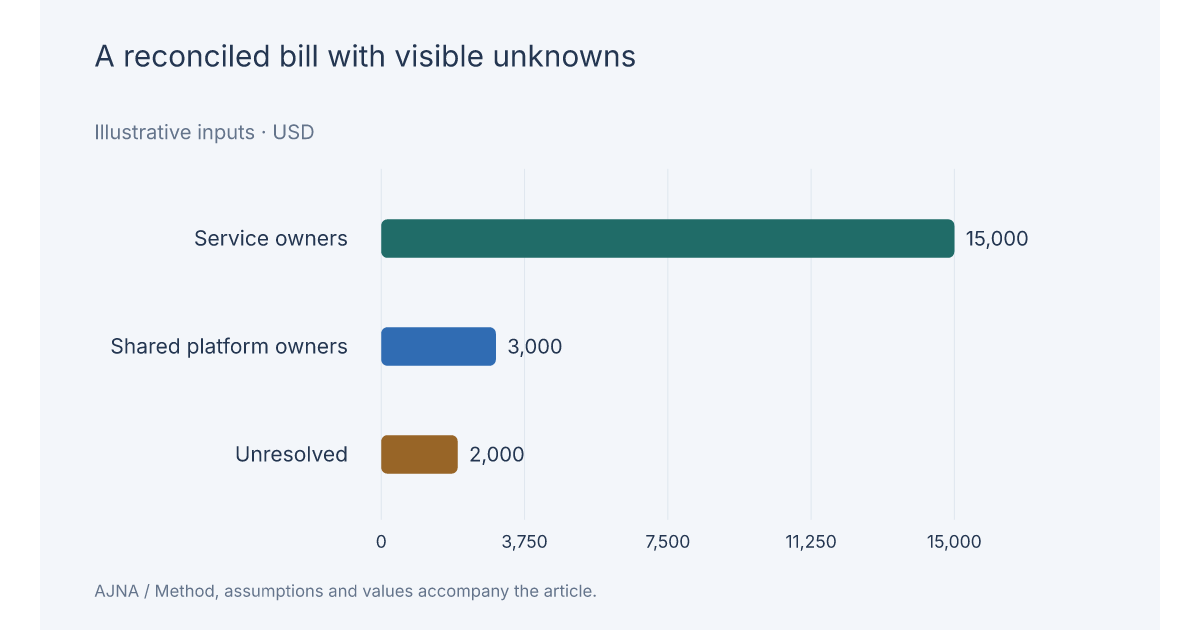 A reconciled bill with visible unknowns
Illustrative inputs · USD
Service owners 15,000
Shared platform owners 3,000
Unresolved 2,000
0 3,750 7,500 11,250 15,000
AJNA / Method, assumptions and values accompany the article.